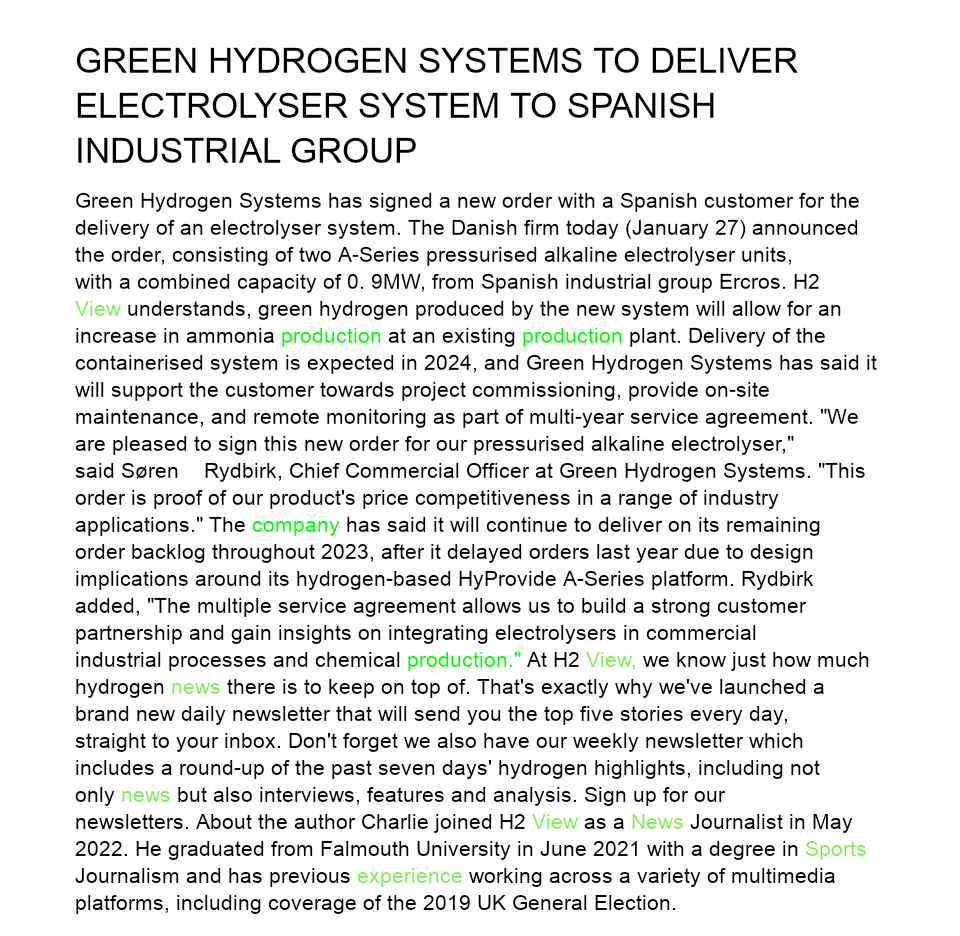 GREEN HYDROGEN SYSTEMS TO DELIVER
ELECTROLYSER SYSTEM TO SPANISH
INDUSTRIAL GROUP
Green Hydrogen Systems has signed a new order with a Spanish customer for the
delivery of an electrolyser system. The Danish firm today (January 27) announced
the order, consisting of two A-Series pressurised alkaline electrolyser units,
with a combined capacity of 0. 9MW, from Spanish industrial group Ercros. H2
View understands, green hydrogen produced by the new system will allow for an
increase in ammonia production at an existing production plant. Delivery of the
containerised system is expected in 2024, and Green Hydrogen Systems has said it
will support the customer towards project commissioning, provide on-site
maintenance, and remote monitoring as part of multi-year service agreement. "We
are pleased to sign this new order for our pressurised alkaline electrolyser,"
said Søren    Rydbirk, Chief Commercial Officer at Green Hydrogen Systems. "This
order is proof of our product's price competitiveness in a range of industry
applications." The company has said it will continue to deliver on its remaining
order backlog throughout 2023, after it delayed orders last year due to design
implications around its hydrogen-based HyProvide A-Series platform. Rydbirk
added, "The multiple service agreement allows us to build a strong customer
partnership and gain insights on integrating electrolysers in commercial
industrial processes and chemical production." At H2 View, we know just how much
hydrogen news there is to keep on top of. That's exactly why we've launched a
brand new daily newsletter that will send you the top five stories every day,
straight to your inbox. Don't forget we also have our weekly newsletter which
includes a round-up of the past seven days' hydrogen highlights, including not
only news but also interviews, features and analysis. Sign up for our
newsletters. About the author Charlie joined H2 View as a News Journalist in May
2022. He graduated from Falmouth University in June 2021 with a degree in Sports
Journalism and has previous experience working across a variety of multimedia
platforms, including coverage of the 2019 UK General Election.